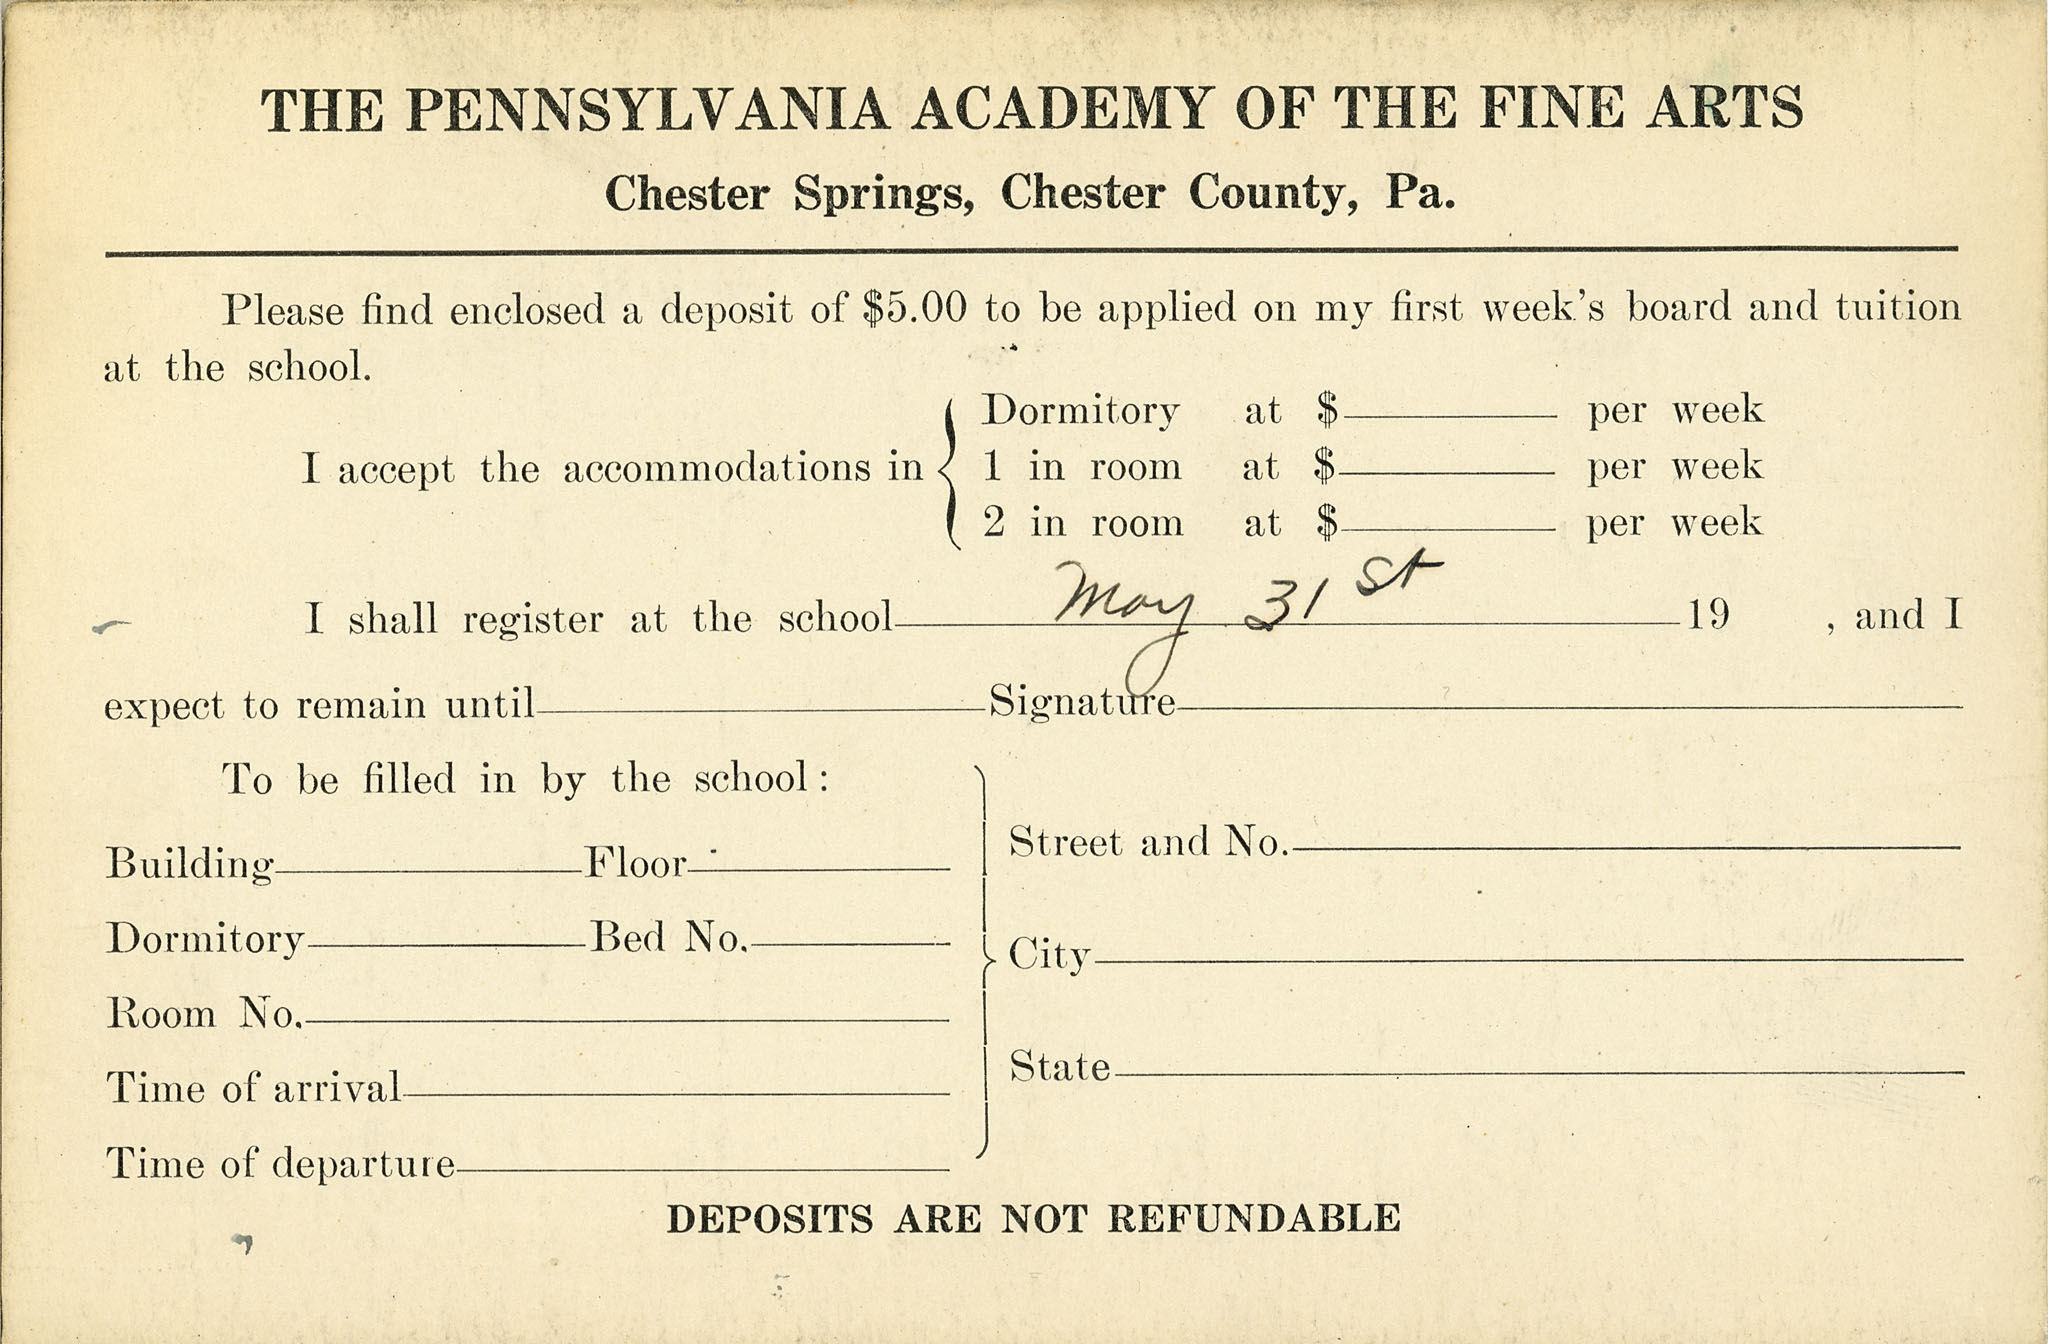 THE PENNSYLVANIA ACADEMY OF THE FINE ARTS
Chester Springs, Chester County, Pa.
Please find enclosed a deposit of $5.00 to be applied on my first week's board and tuition
at the school.
I accept the accommodations in
Dormitory at $ per week
1 in room at $ per week
2 in room at $ per week
I shall register at the school May 31st 19 , and I
expect to remain until Signature
To be filled in by the school:
Building Floor
Dormitory Bed No.
Room No.
Time of arrival
Time of departure
Street and No.
City
State
DEPOSITS ARE NOT REFUNDABLE